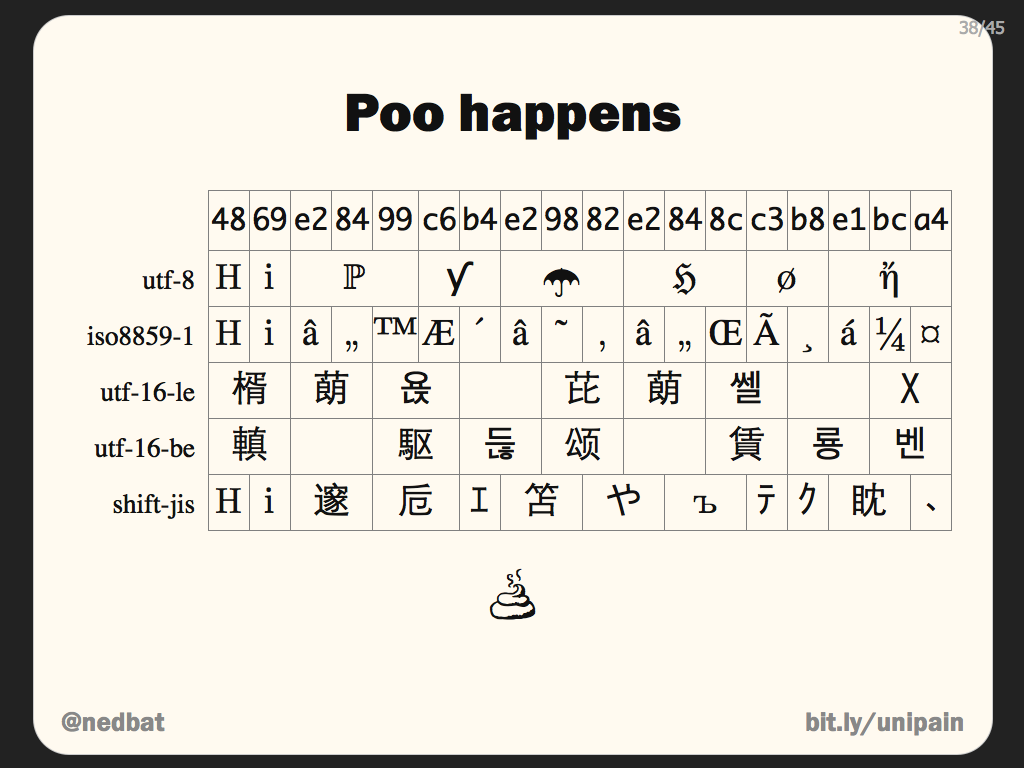 38/45
Poo happens
48 69 e2 84 99 c6 b4 e2 98 82 e2 84 8c c3 b8 e1 bc a4
utf-8 H i ℙ ƴ ☂ ℌ ø ἤ
iso8859-1 H i â „ ™ Æ ´ â ˜ ‚ â „ Œ Ã ¸ á ¼ ¤
utf-16-le 楈 蓢 욙 芘 蓢 쎌 Ꭓ
utf-16-be 䡩 駆 듢 颂 賃 룡 벤
shift-jis H i 邃 卮 エ 笘 や ъ テ ク 眈 、
💩
@nedbat
bit.ly/unipain